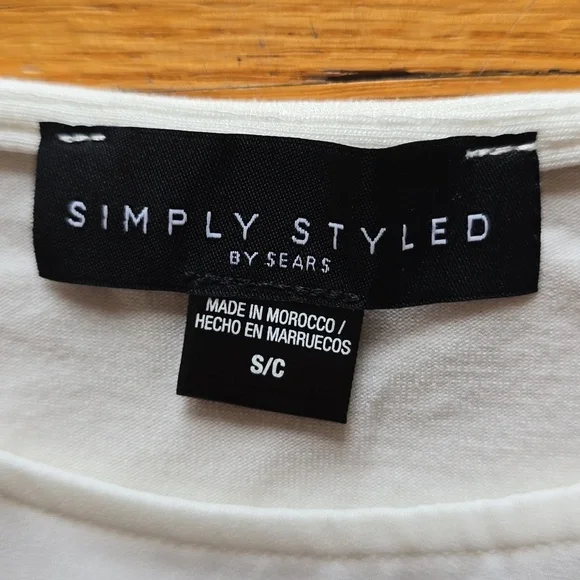 SIMPLY STYLED
BY SEARS
MADE IN MOROCCO /
HECHO EN MARRUECOS
S/C